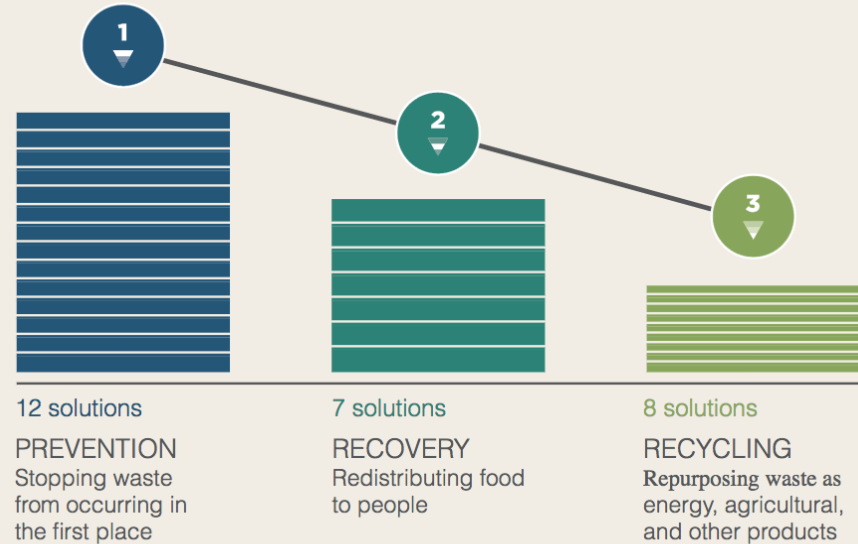 1
2
3
12 solutions
PREVENTION
Stopping waste
from occurring in
the first place
7 solutions
RECOVERY
Redistributing food
to people
8 solutions
RECYCLING
Repurposing waste as
energy, agricultural,
and other products